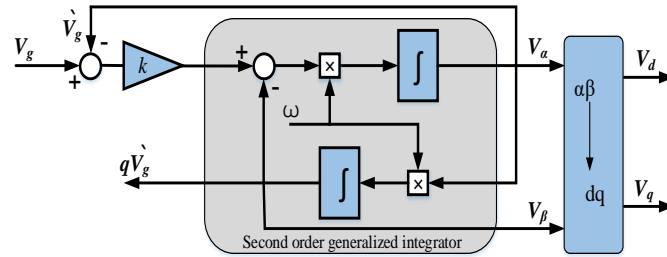 V̀g
-
Vg
+
k
+
-
×
∫
Vα
Vd
ω
αβ
dq
qV̀g
∫
×
Vβ
Vq
Second order generalized integrator